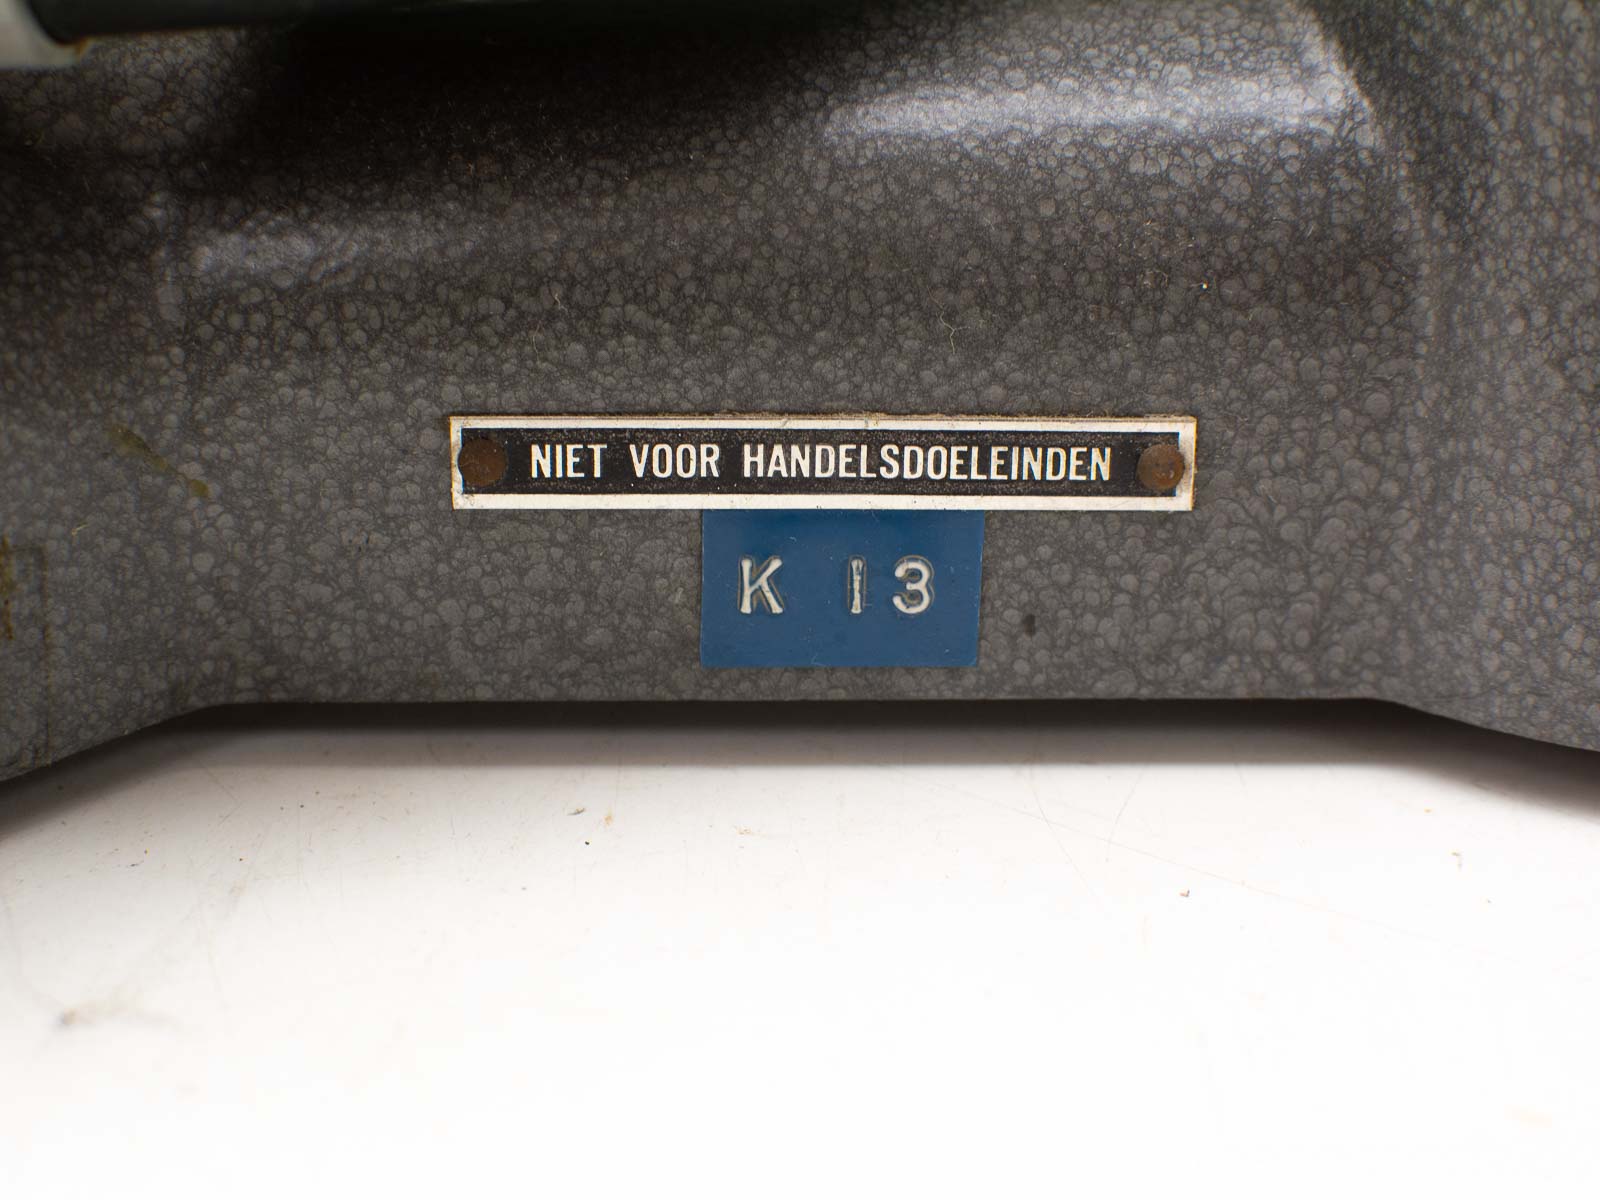 NIET VOOR HANDELSDOELEINDEN
K 13